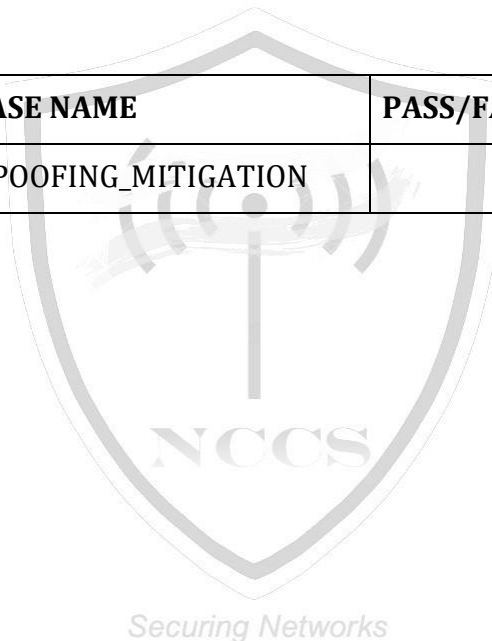 ASE NAME PASS/FA
POOFING_MITIGATION
NCCS
Securing Networks